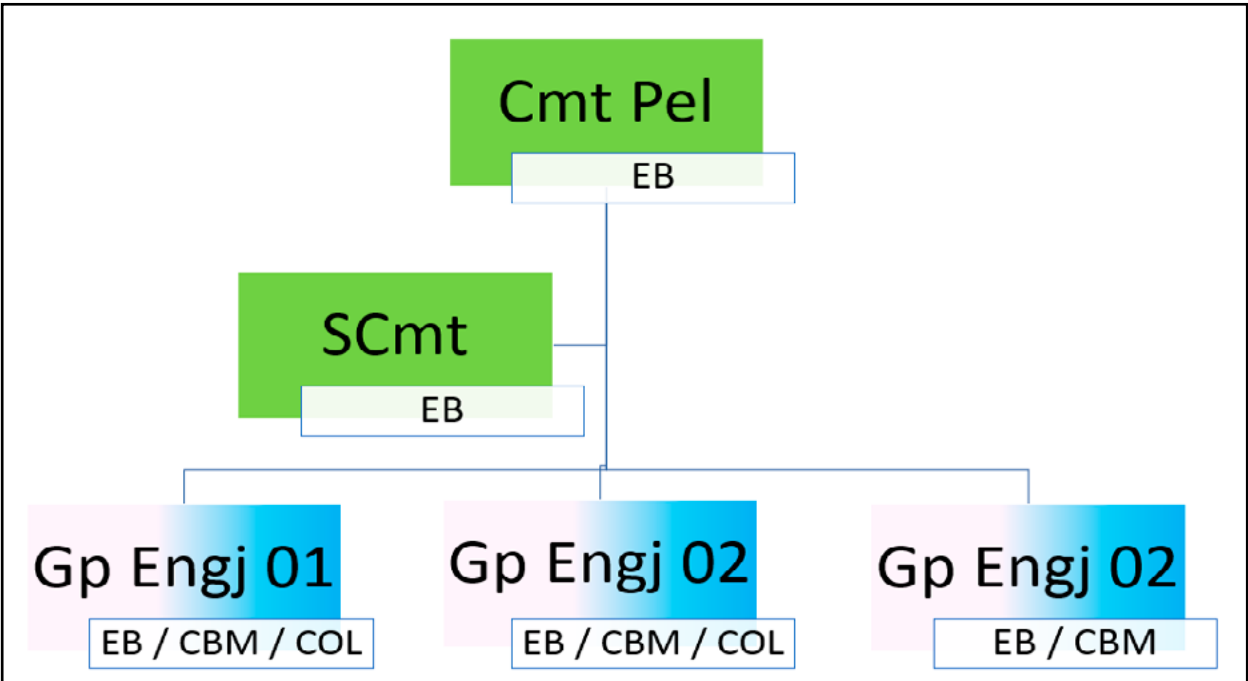 Cmt Pel
EB
SCmt
EB
Gp Engj 01
EB / CBM / COL
Gp Engj 02
EB / CBM / COL
Gp Engj 02
EB / CBM